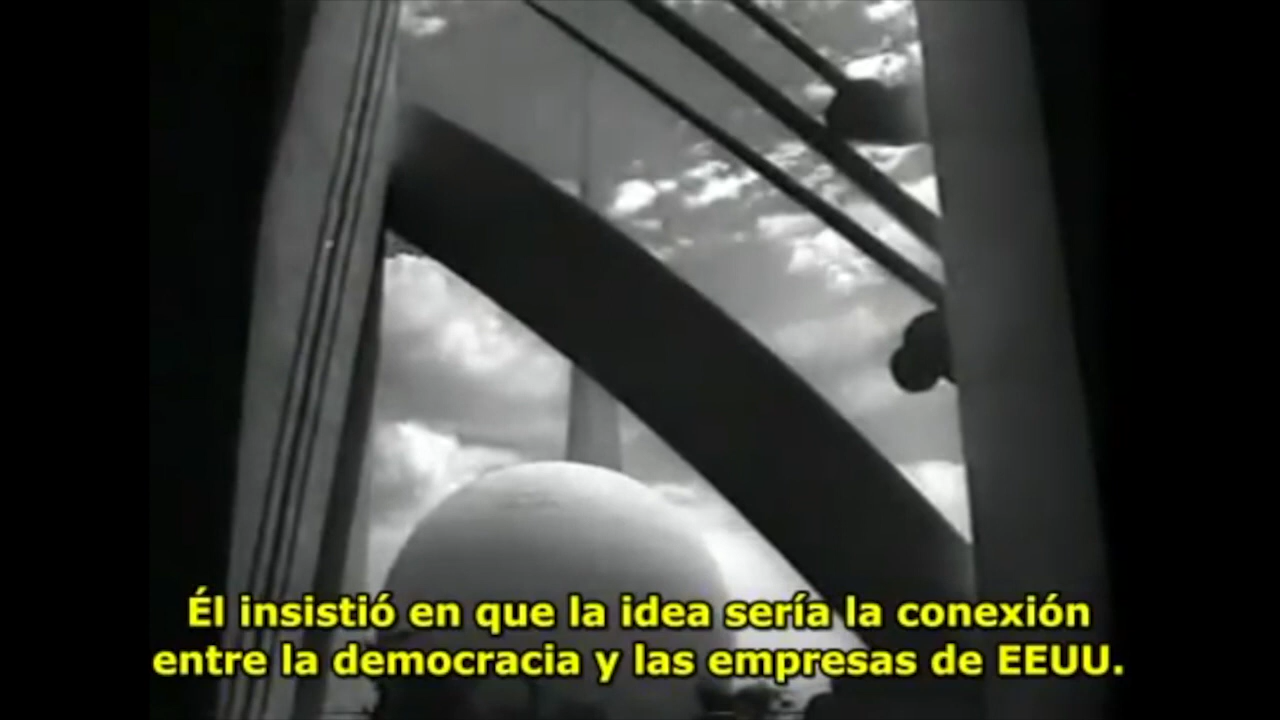 Él insistió en que la idea sería la conexión
entre la democracia y las empresas de EEUU.